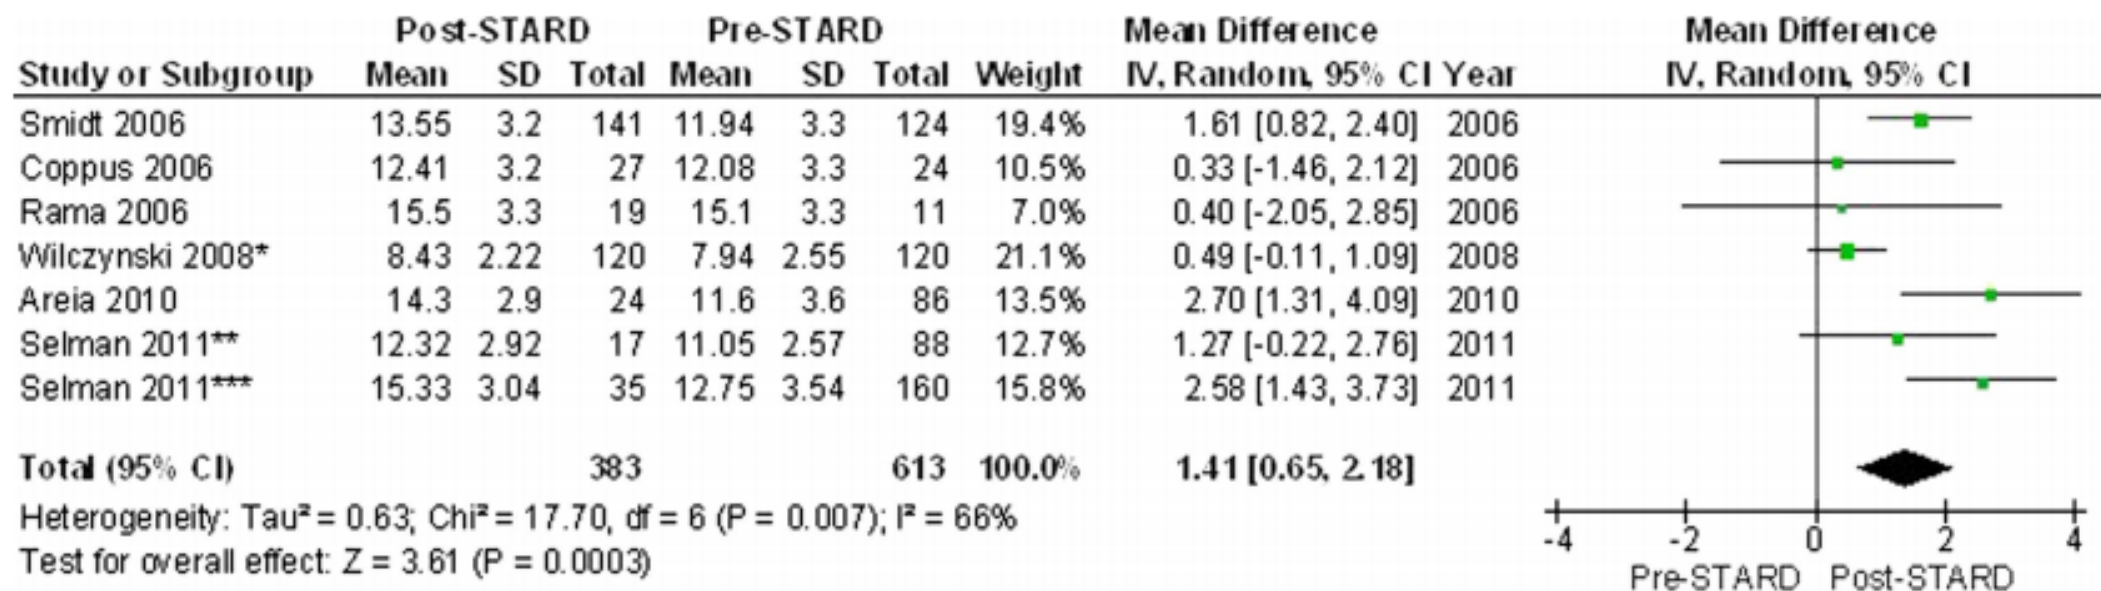 Post-STARD Pre-STARD Mean Difference Mean Difference
Study or Subgroup Mean SD Total Mean SD Total Weight IV, Random, 95% CI Year IV, Random, 95% CI
Smidt 2006 13.55 3.2 141 11.94 3.3 124 19.4% 1.61 [0.82, 2.40] 2006
Coppus 2006 12.41 3.2 27 12.08 3.3 24 10.5% 0.33 [-1.46, 2.12] 2006
Rama 2006 15.5 3.3 19 15.1 3.3 11 7.0% 0.40 [-2.05, 2.85] 2006
Wilczynski 2008* 8.43 2.22 120 7.94 2.55 120 21.1% 0.49 [-0.11, 1.09] 2008
Areia 2010 14.3 2.9 24 11.6 3.6 86 13.5% 2.70 [1.31, 4.09] 2010
Selman 2011** 12.32 2.92 17 11.05 2.57 88 12.7% 1.27 [-0.22, 2.76] 2011
Selman 2011*** 15.33 3.04 35 12.75 3.54 160 15.8% 2.58 [1.43, 3.73] 2011
Total (95% CI) 383 613 100.0% 1.41 [0.65, 2.18]
Heterogeneity: Tau² = 0.63; Chi² = 17.70, df = 6 (P = 0.007); I² = 66%
Test for overall effect: Z = 3.61 (P = 0.0003)
-4 -2 0 2 4
Pre-STARD Post-STARD